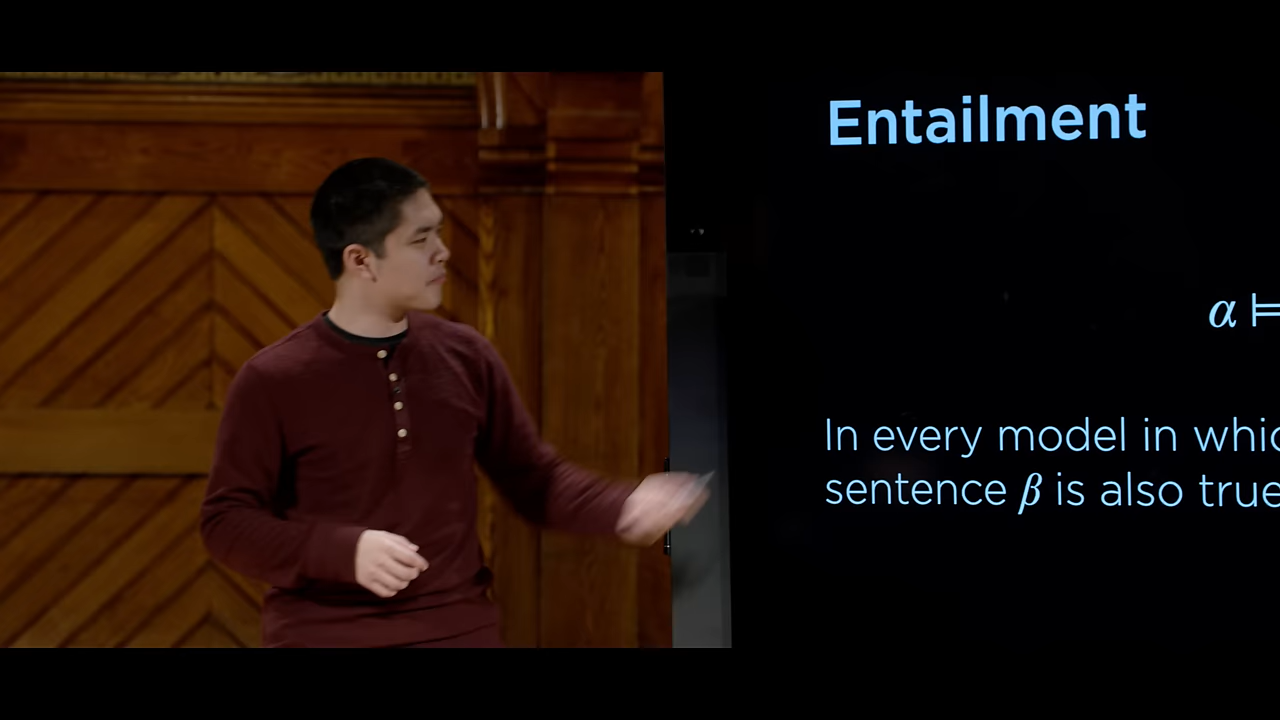 Entailment
α ⊨
In every model in whic
sentence β is also true